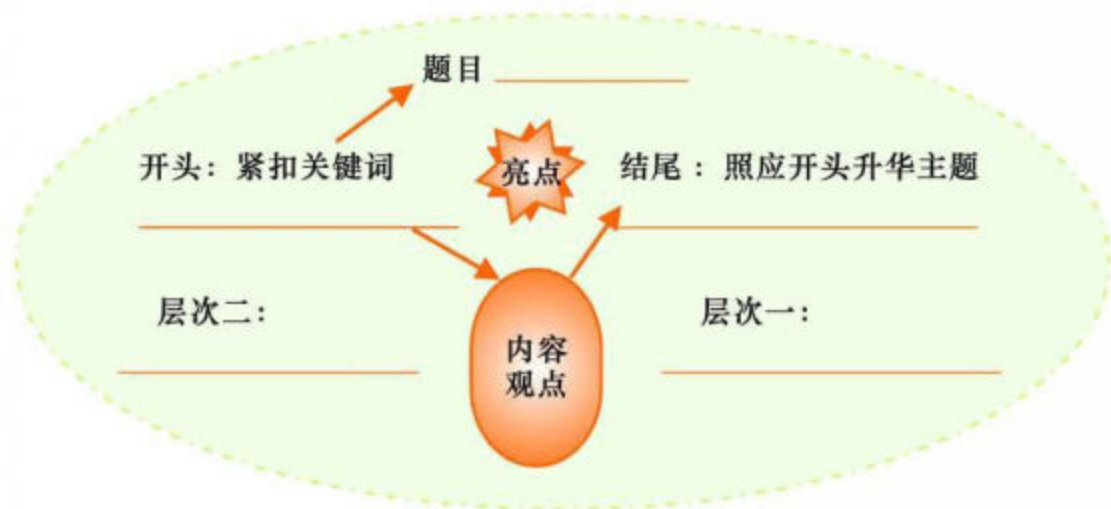 题目
开头：紧扣关键词
亮点
结尾：照应开头升华主题
层次二：
层次一：
内容
观点